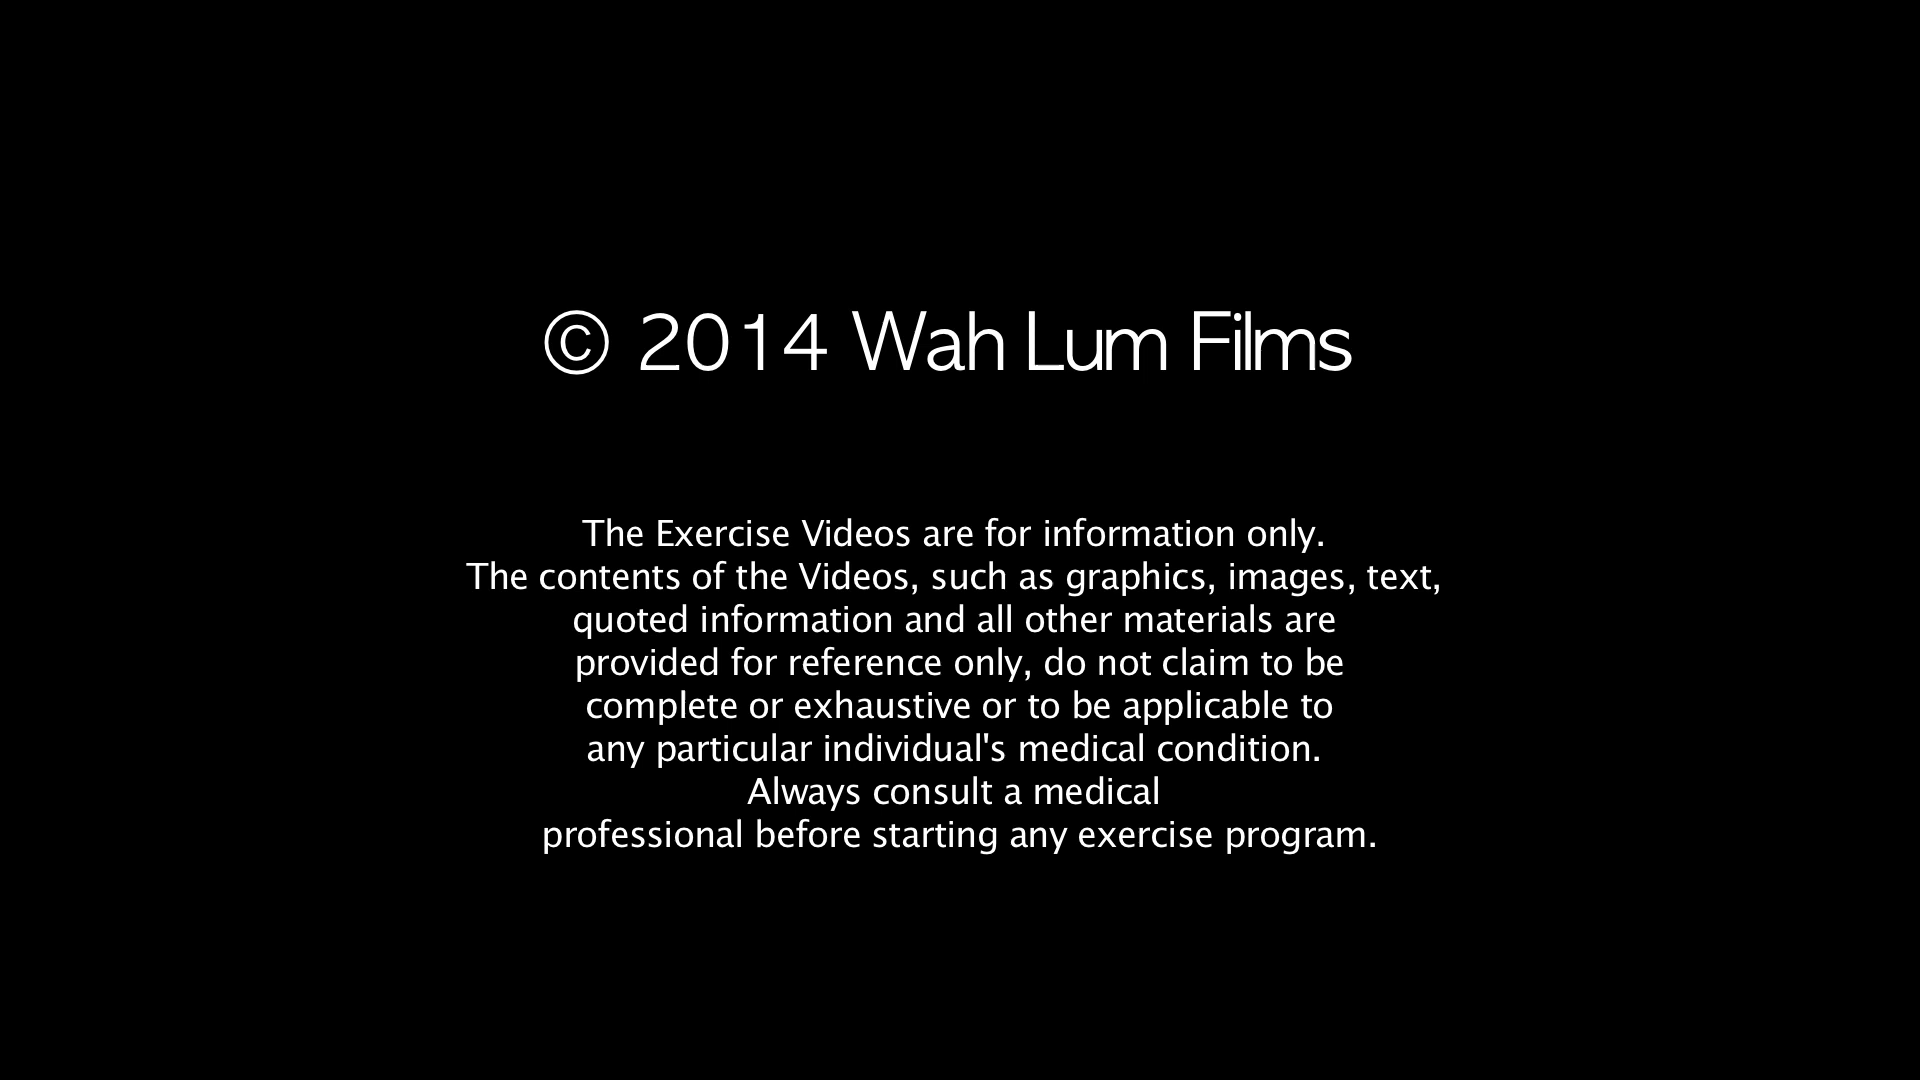 © 2014 Wah Lum Films
The Exercise Videos are for information only.
The contents of the Videos, such as graphics, images, text,
quoted information and all other materials are
provided for reference only, do not claim to be
complete or exhaustive or to be applicable to
any particular individual's medical condition.
Always consult a medical
professional before starting any exercise program.